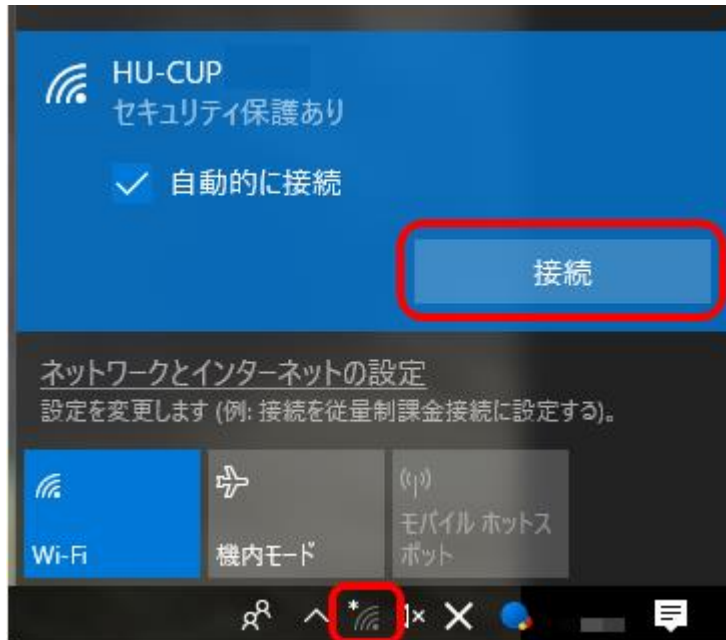 HU-CUP
セキュリティ保護あり
自動的に接続
接続
ネットワークとインターネットの設定
設定を変更します (例: 接続を従量制課金接続に設定する)。
Wi-Fi
機内モード
モバイル ホットス
ポット